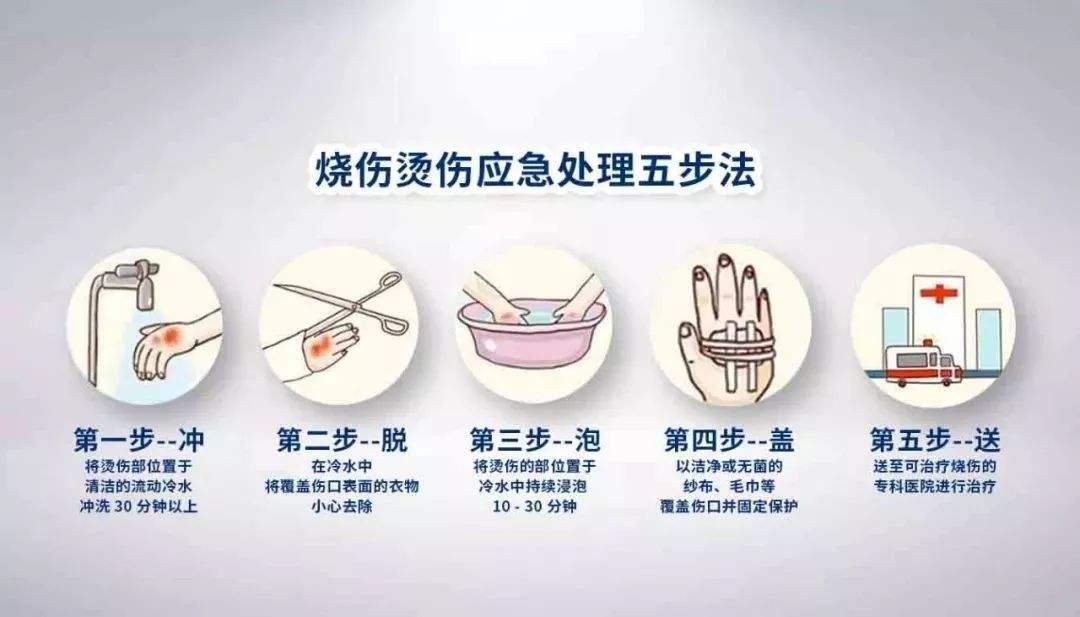 烧伤烫伤应急处理五步法
第一步--冲
将烫伤部位置于
清洁的流动冷水
冲洗 30 分钟以上
第二步--脱
在冷水中
将覆盖伤口表面的衣物
小心去除
第三步--泡
将烫伤的部位置于
冷水中持续浸泡
10 - 30 分钟
第四步--盖
以洁净或无菌的
纱布、毛巾等
覆盖伤口并固定保护
第五步--送
送至可治疗烧伤的
专科医院进行治疗